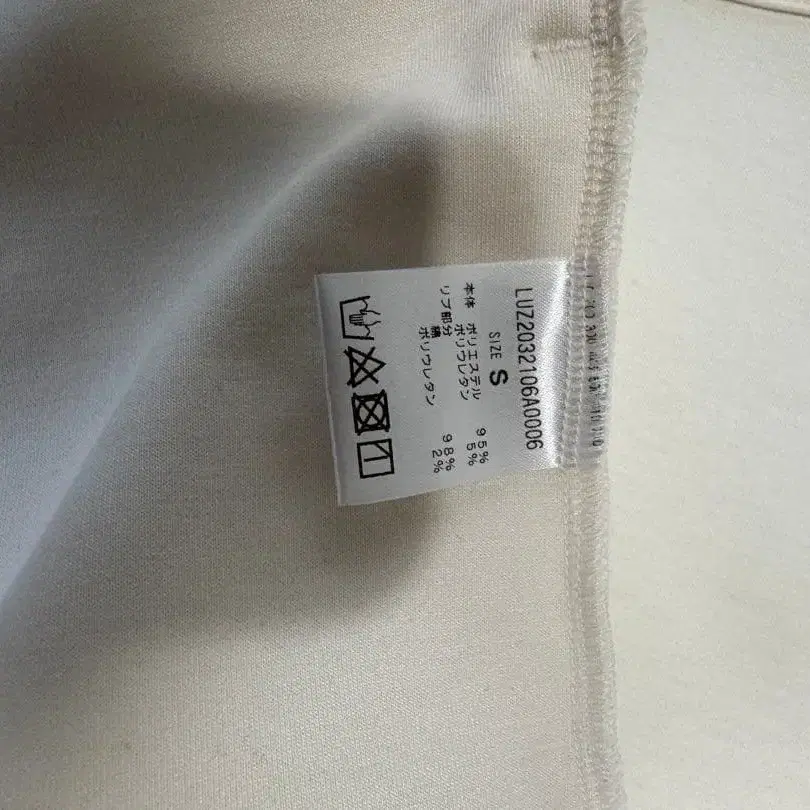 LUZ2032106A0006
SIZE S
本体 ポリエステル 95%
ポリウレタン 5%
リブ部分 綿 98%
ポリウレタン 2%